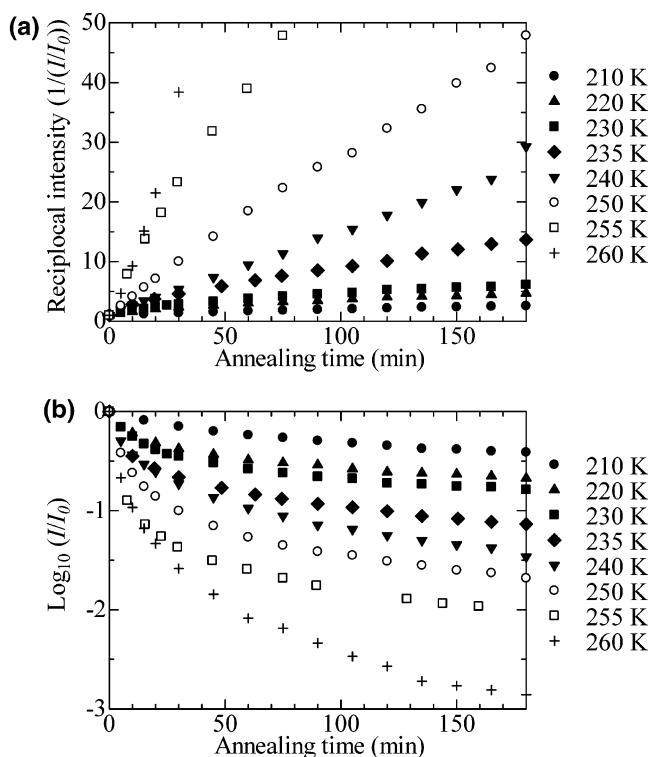 (a)
Reciplocal intensity (1/(I/I0))
50
40
30
20
10
0
0
50
100
150
Annealing time (min)
210 K
220 K
230 K
235 K
240 K
250 K
255 K
260 K
(b)
Log10 (I/I0)
0
-1
-2
-3
0
50
100
150
Annealing time (min)
210 K
220 K
230 K
235 K
240 K
250 K
255 K
260 K